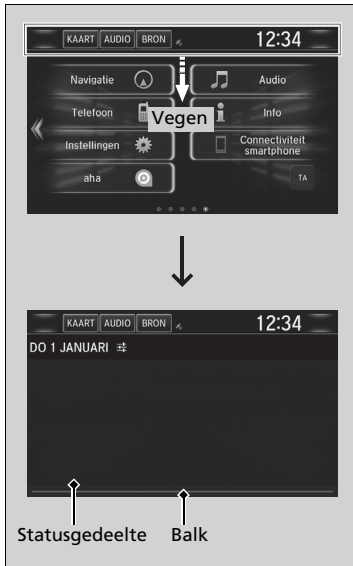 KAART AUDIO BRON 12:34
Navigatie Audio
Telefoon Info
Vegen
Instellingen Connectiviteit
smartphone
aha TA
KAART AUDIO BRON 12:34
DO 1 JANUARI
Statusgedeelte Balk